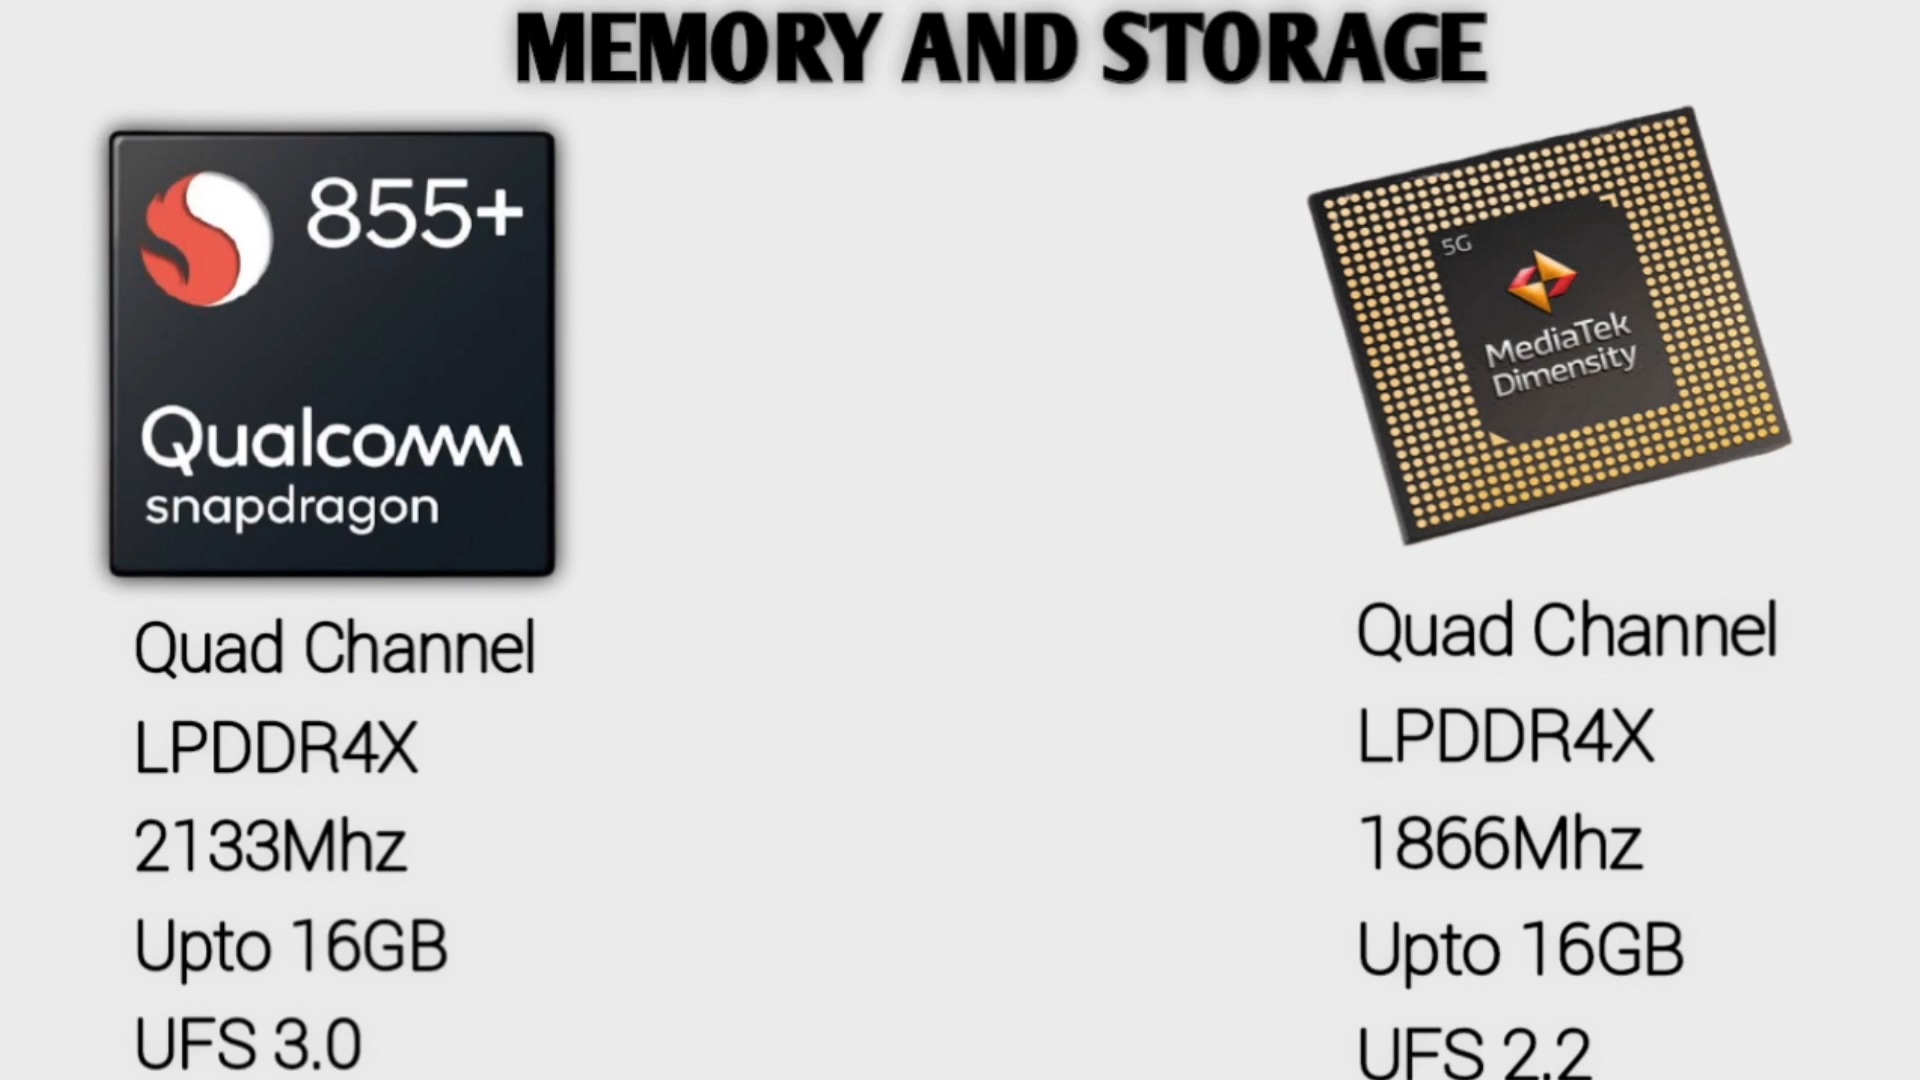 MEMORY AND STORAGE
855+
Qualcomm
snapdragon
Quad Channel
LPDDR4X
2133Mhz
Upto 16GB
UFS 3.0
5G
MediaTek
Dimensity
Quad Channel
LPDDR4X
1866Mhz
Upto 16GB
UFS 2.2